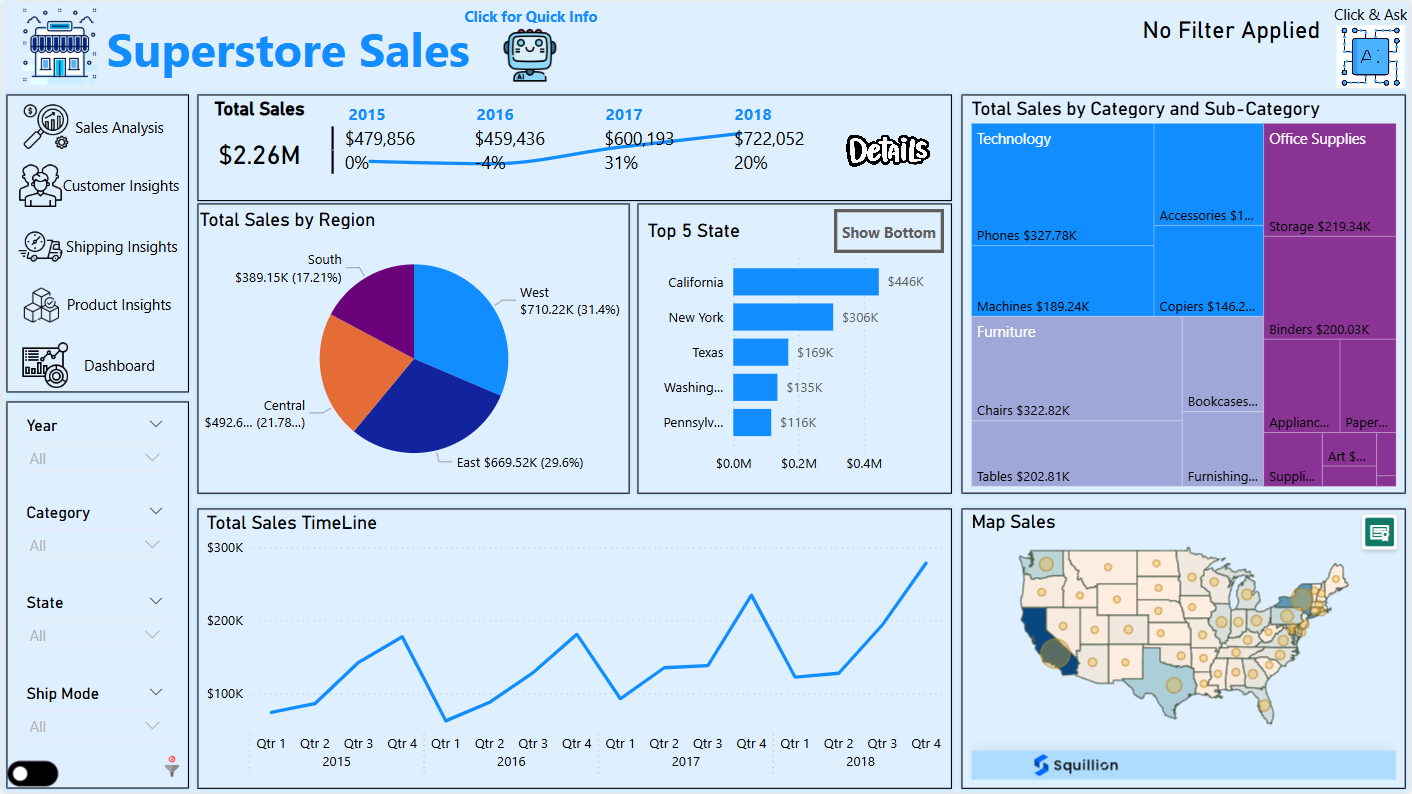 Click for Quick Info
Superstore Sales
AI
No Filter Applied
Click & Ask
Sales Analysis
Customer Insights
Shipping Insights
Product Insights
Dashboard
Year
All
Category
All
State
All
Ship Mode
All
Total Sales
$2.26M
2015 2016 2017 2018
$479,856 $459,436 $600,193 $722,052
0% -4% 31% 20%
Details
Total Sales by Region
South
$389.15K (17.21%)
West
$710.22K (31.4%)
Central
$492.6... (21.78...)
East $669.52K (29.6%)
Top 5 State
Show Bottom
California $446K
New York $306K
Texas $169K
Washing... $135K
Pennsylv... $116K
$0.0M $0.2M $0.4M
Total Sales by Category and Sub-Category
Technology
Phones $327.78K
Accessories $1...
Machines $189.24K
Copiers $146.2...
Furniture
Chairs $322.82K
Bookcases...
Tables $202.81K
Furnishing...
Office Supplies
Storage $219.34K
Binders $200.03K
Applianc...
Paper...
Suppli...
Art $...
Total Sales TimeLine
$300K
$200K
$100K
Qtr 1 Qtr 2 Qtr 3 Qtr 4 Qtr 1 Qtr 2 Qtr 3 Qtr 4 Qtr 1 Qtr 2 Qtr 3 Qtr 4 Qtr 1 Qtr 2 Qtr 3 Qtr 4
2015 2016 2017 2018
Map Sales
Squillion